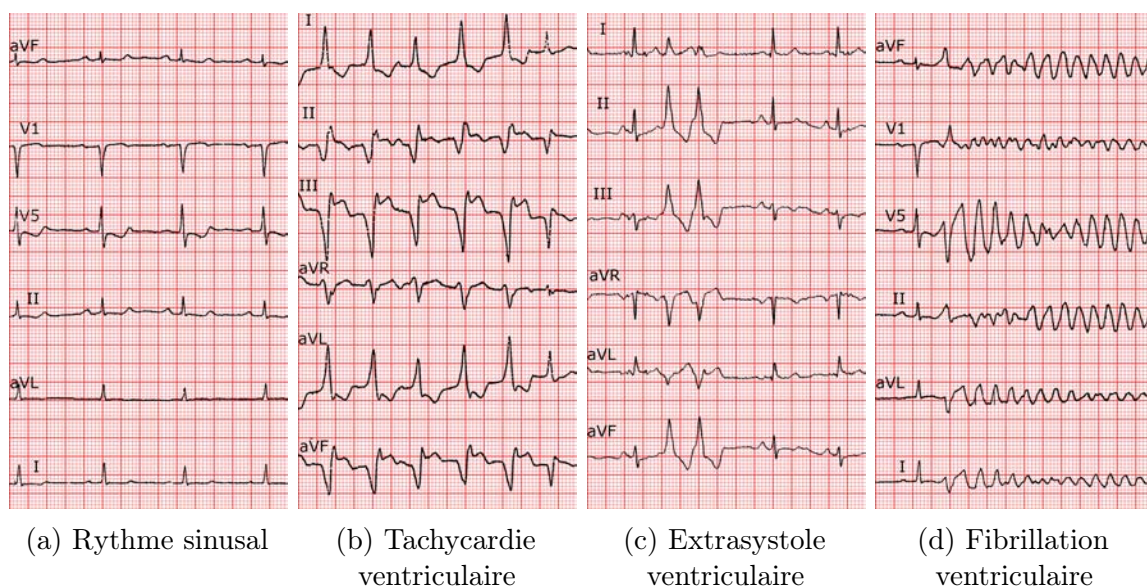 aVF
V1
V5
II
aVL
I
I
II
III
aVR
aVL
aVF
I
II
III
aVR
aVL
aVF
aVF
V1
V5
II
aVL
I
(a) Rythme sinusal
(b) Tachycardie
ventriculaire
(c) Extrasystole
ventriculaire
(d) Fibrillation
ventriculaire